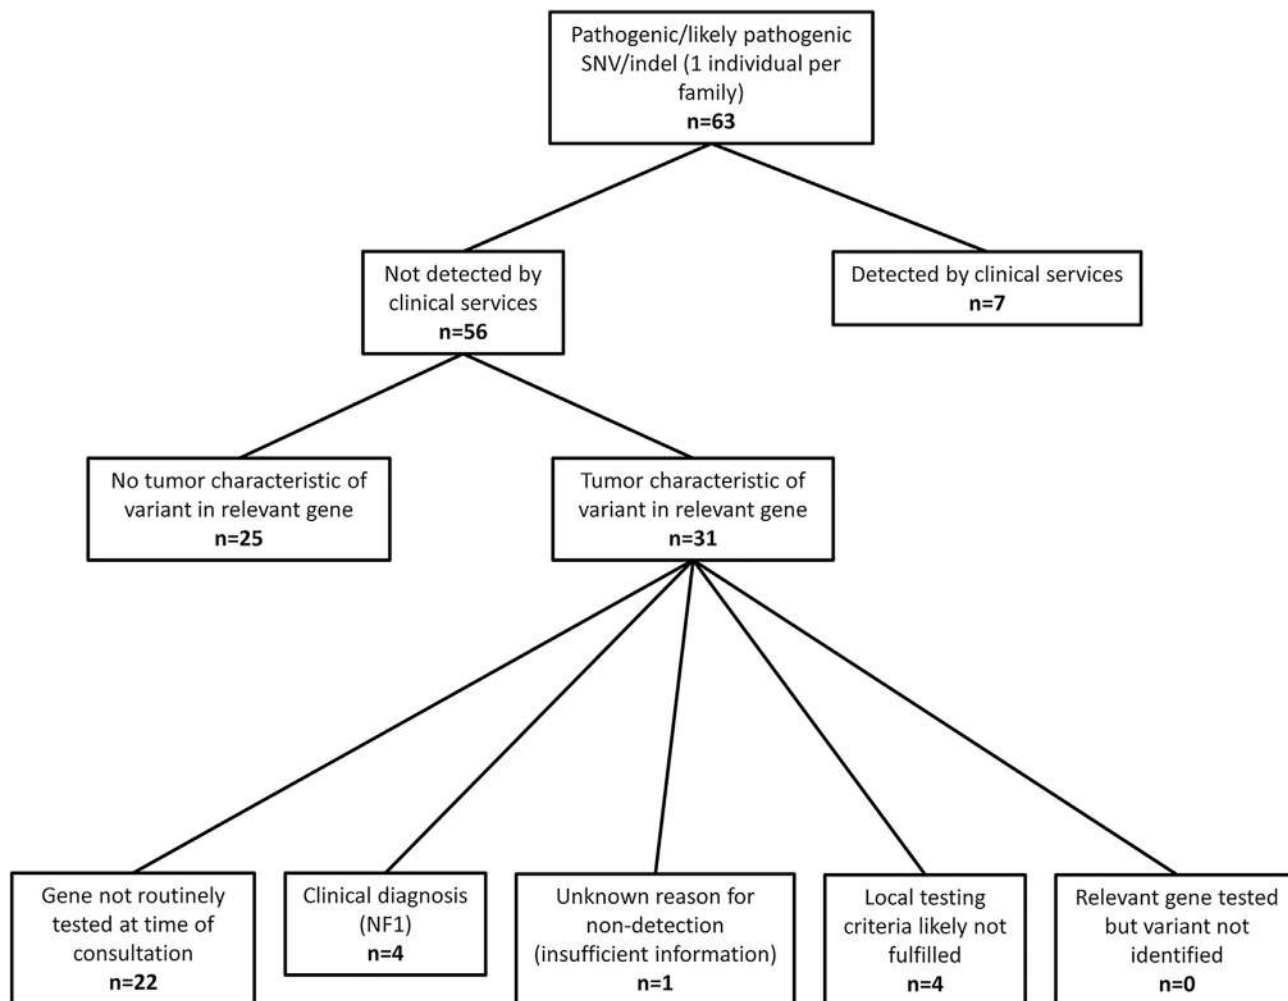 Pathogenic/likely pathogenic
SNV/indel (1 individual per
family)
n=63
Not detected by
clinical services
n=56
Detected by clinical services
n=7
No tumor characteristic of
variant in relevant gene
n=25
Tumor characteristic of
variant in relevant gene
n=31
Gene not routinely
tested at time of
consultation
n=22
Clinical diagnosis
(NF1)
n=4
Unknown reason for
non-detection
(insufficient information)
n=1
Local testing
criteria likely not
fulfilled
n=4
Relevant gene tested
but variant not
identified
n=0